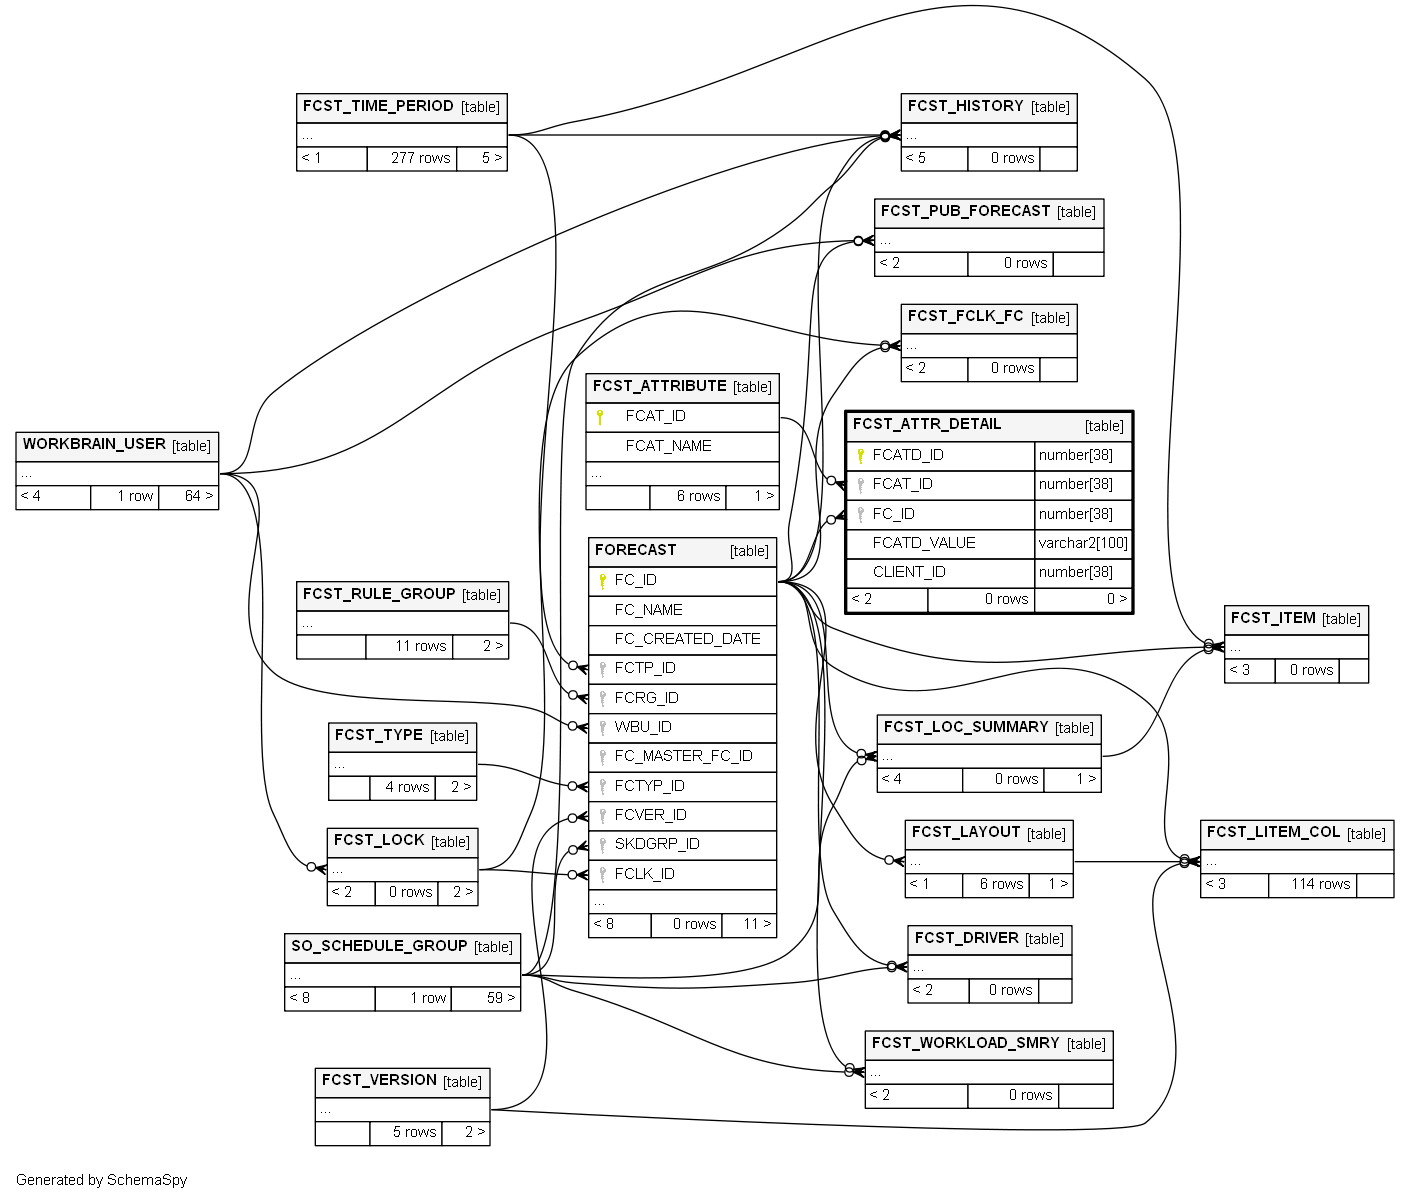 FCST_TIME_PERIOD [table]
...
< 1 277 rows 5 >
FCST_HISTORY [table]
...
< 5 0 rows
FCST_PUB_FORECAST [table]
...
< 2 0 rows
FCST_FCLK_FC [table]
...
< 2 0 rows
FCST_ATTRIBUTE [table]
FCAT_ID
FCAT_NAME
...
6 rows 1 >
FCST_ATTR_DETAIL [table]
FCATD_ID number[38]
FCAT_ID number[38]
FC_ID number[38]
FCATD_VALUE varchar2[100]
CLIENT_ID number[38]
< 2 0 rows 0 >
WORKBRAIN_USER [table]
...
< 4 1 row 64 >
FORECAST [table]
FC_ID
FC_NAME
FC_CREATED_DATE
FCTP_ID
FCRG_ID
WBU_ID
FC_MASTER_FC_ID
FCTYP_ID
FCVER_ID
SKDGRP_ID
FCLK_ID
...
< 8 0 rows 11 >
FCST_RULE_GROUP [table]
...
11 rows 2 >
FCST_ITEM [table]
...
< 3 0 rows
FCST_TYPE [table]
...
4 rows 2 >
FCST_LOC_SUMMARY [table]
...
< 4 0 rows 1 >
FCST_LOCK [table]
...
< 2 0 rows 2 >
FCST_LAYOUT [table]
...
< 1 6 rows 1 >
FCST_LITEM_COL [table]
...
< 3 114 rows
SO_SCHEDULE_GROUP [table]
...
< 8 1 row 59 >
FCST_DRIVER [table]
...
< 2 0 rows
FCST_WORKLOAD_SMRY [table]
...
< 2 0 rows
FCST_VERSION [table]
...
5 rows 2 >
Generated by SchemaSpy